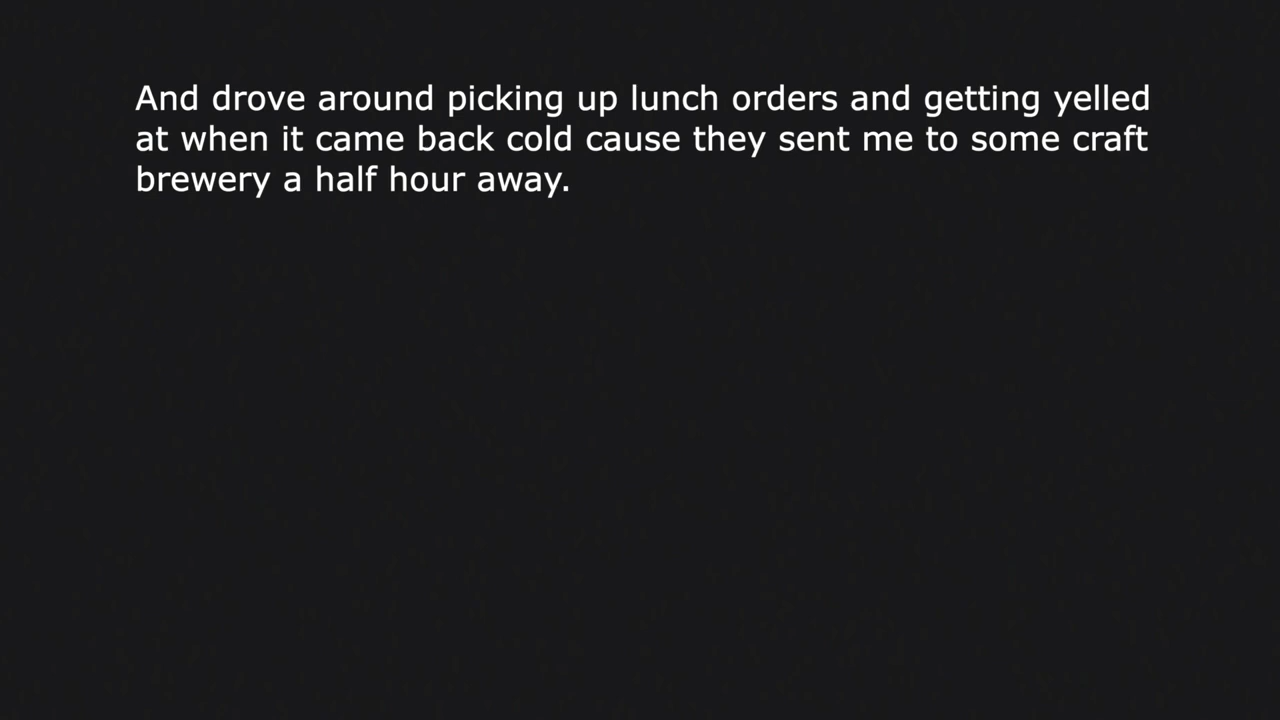 And drove around picking up lunch orders and getting yelled
at when it came back cold cause they sent me to some craft
brewery a half hour away.